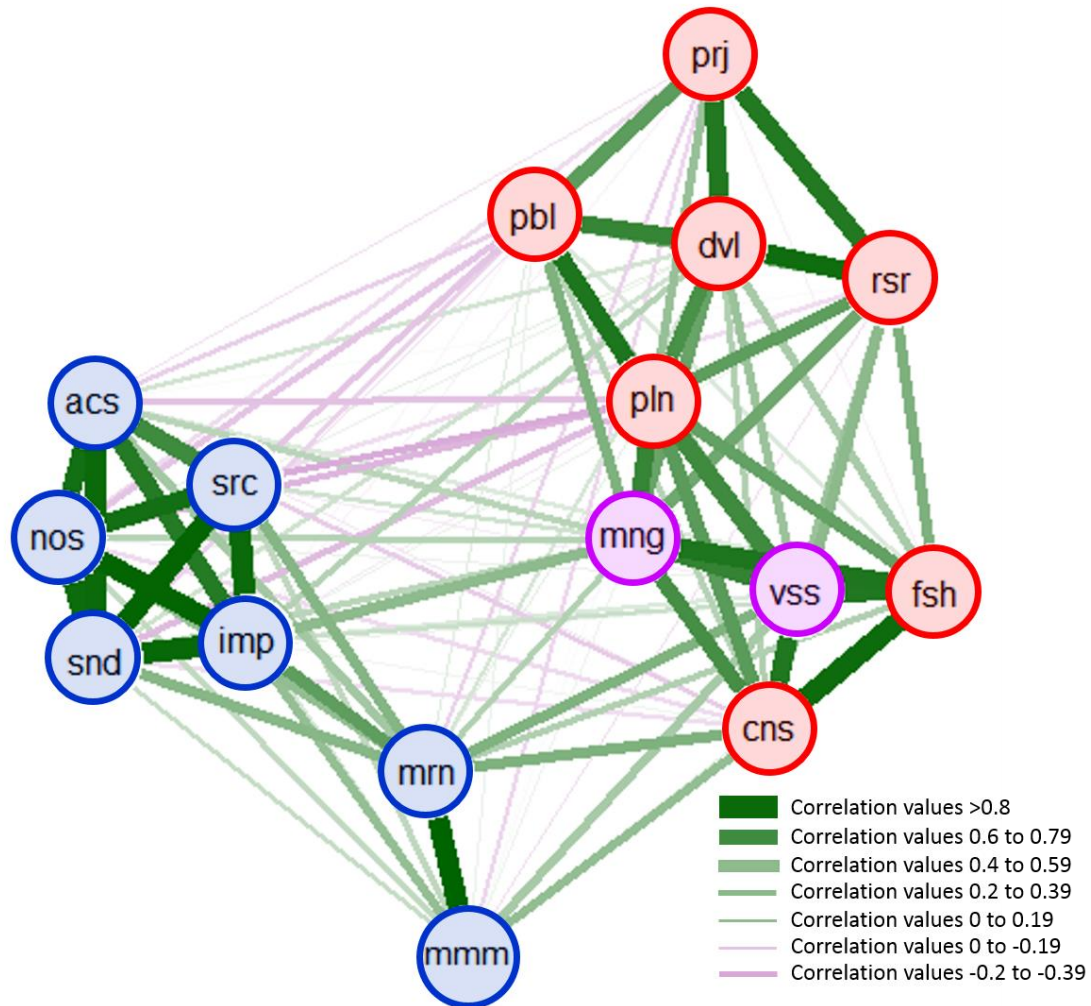 prj
pbl
dvl
rsr
acs
pln
src
nos
mng
vss
fsh
imp
snd
cns
mrn
mmm
Correlation values >0.8
Correlation values 0.6 to 0.79
Correlation values 0.4 to 0.59
Correlation values 0.2 to 0.39
Correlation values 0 to 0.19
Correlation values 0 to -0.19
Correlation values -0.2 to -0.39